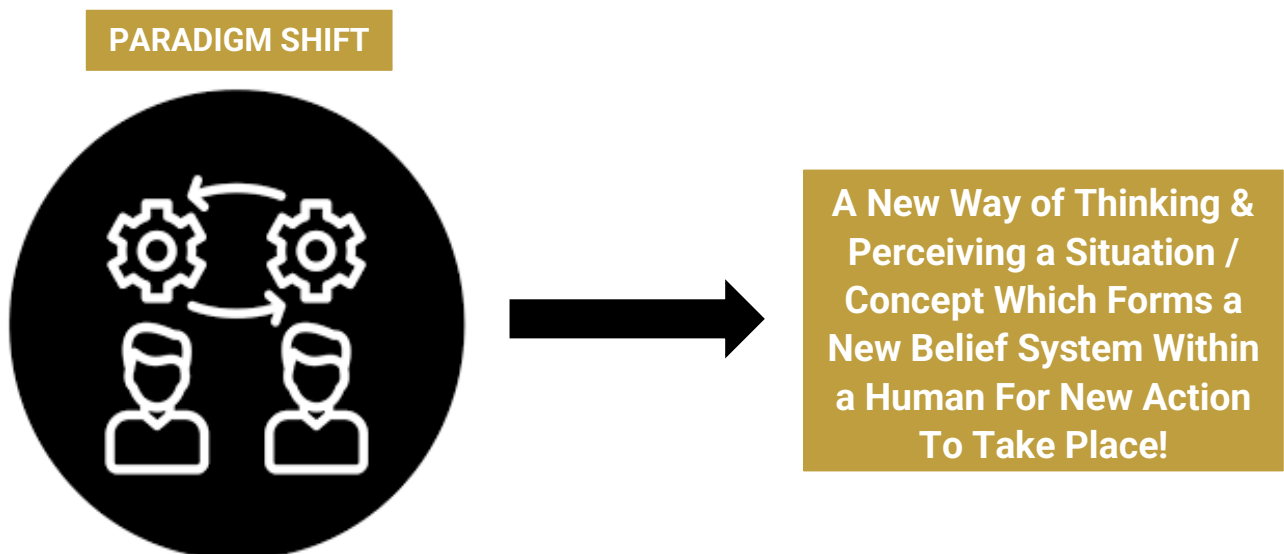 PARADIGM SHIFT
A New Way of Thinking &
Perceiving a Situation /
Concept Which Forms a
New Belief System Within
a Human For New Action
To Take Place!